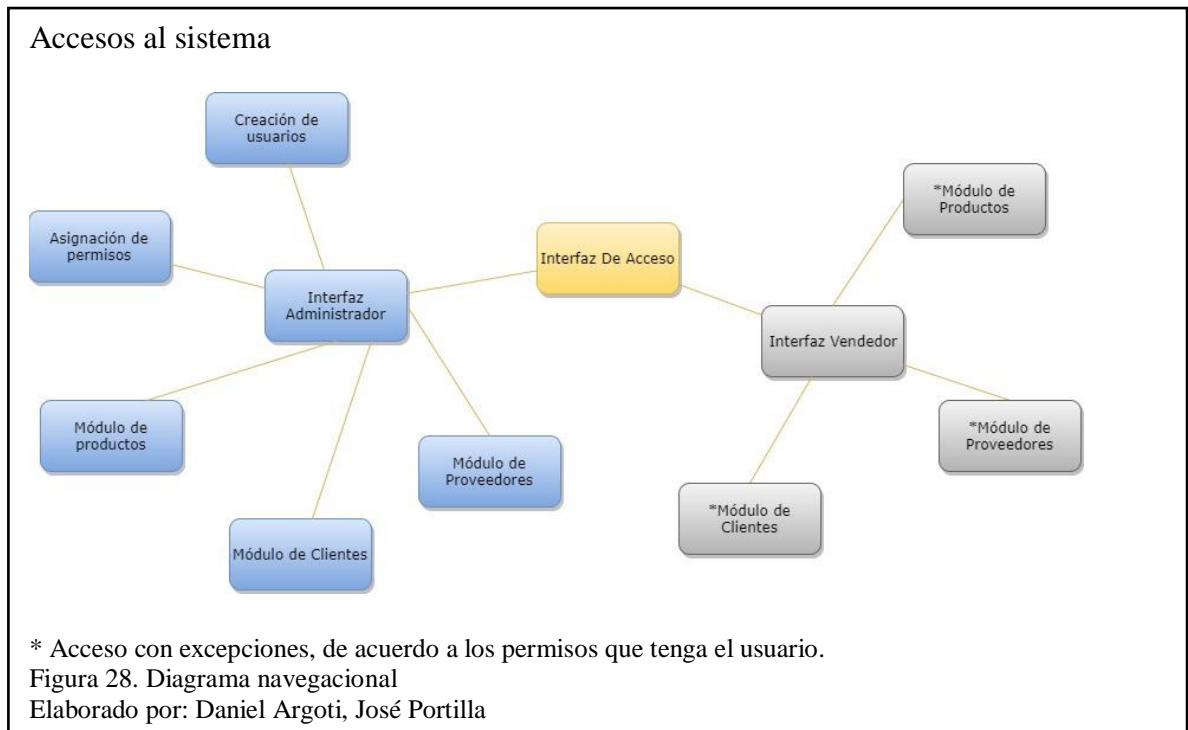 Accesos al sistema
Creación de
usuarios
*Módulo de
Productos
Asignación de
permisos
Interfaz De Acceso
Interfaz
Administrador
Interfaz Vendedor
Módulo de
productos
*Módulo de
Proveedores
Módulo de
Proveedores
*Módulo de
Clientes
Módulo de Clientes
* Acceso con excepciones, de acuerdo a los permisos que tenga el usuario.
Figura 28. Diagrama navegacional
Elaborado por: Daniel Argoti, José Portilla